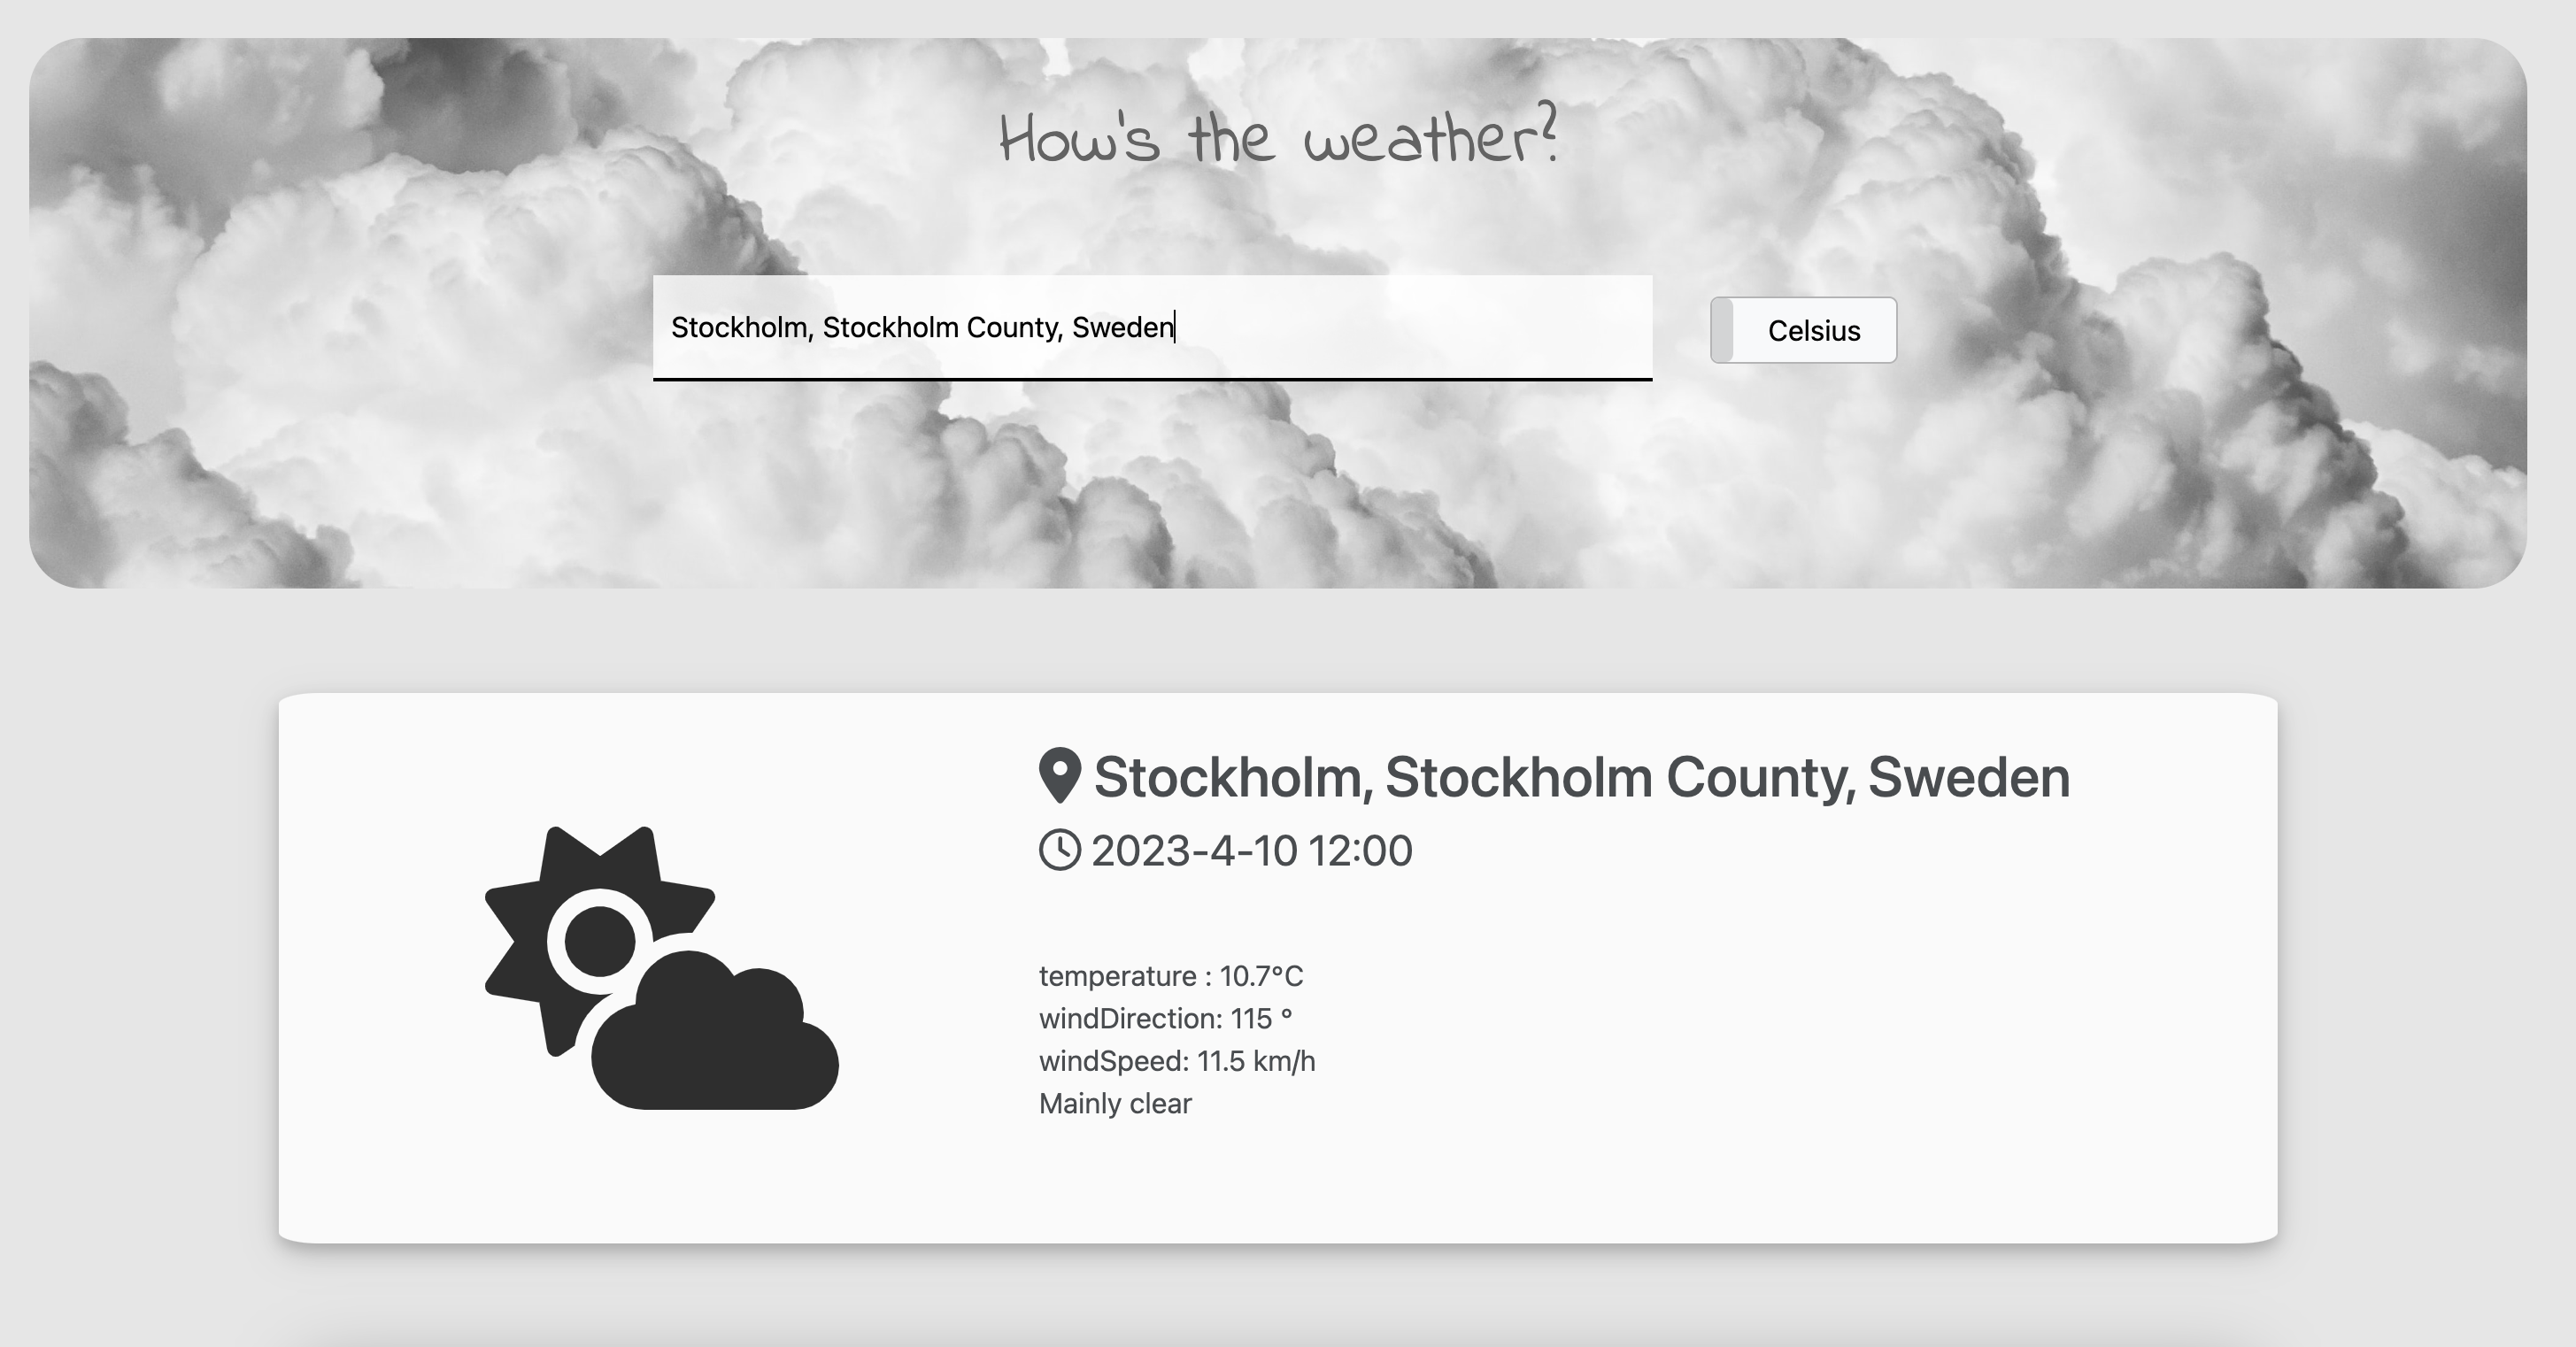 How's the weather?
Stockholm, Stockholm County, Sweden
Celsius
Stockholm, Stockholm County, Sweden
2023-4-10 12:00
temperature : 10.7°C
windDirection: 115 °
windSpeed: 11.5 km/h
Mainly clear